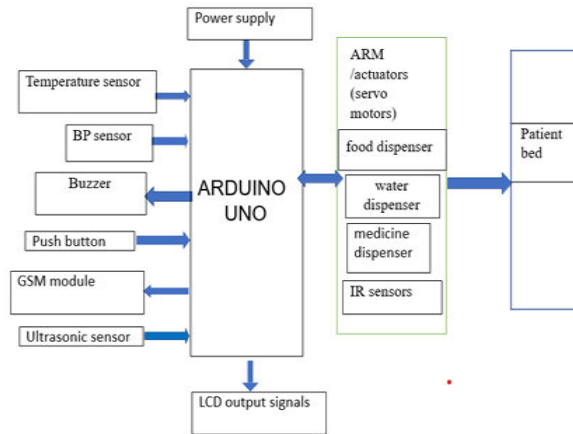 Power supply
Temperature sensor
BP sensor
Buzzer
Push button
GSM module
Ultrasonic sensor
ARDUINO
UNO
LCD output signals
ARM
/actuators
(servo
motors)
food dispenser
water
dispenser
medicine
dispenser
IR sensors
Patient
bed